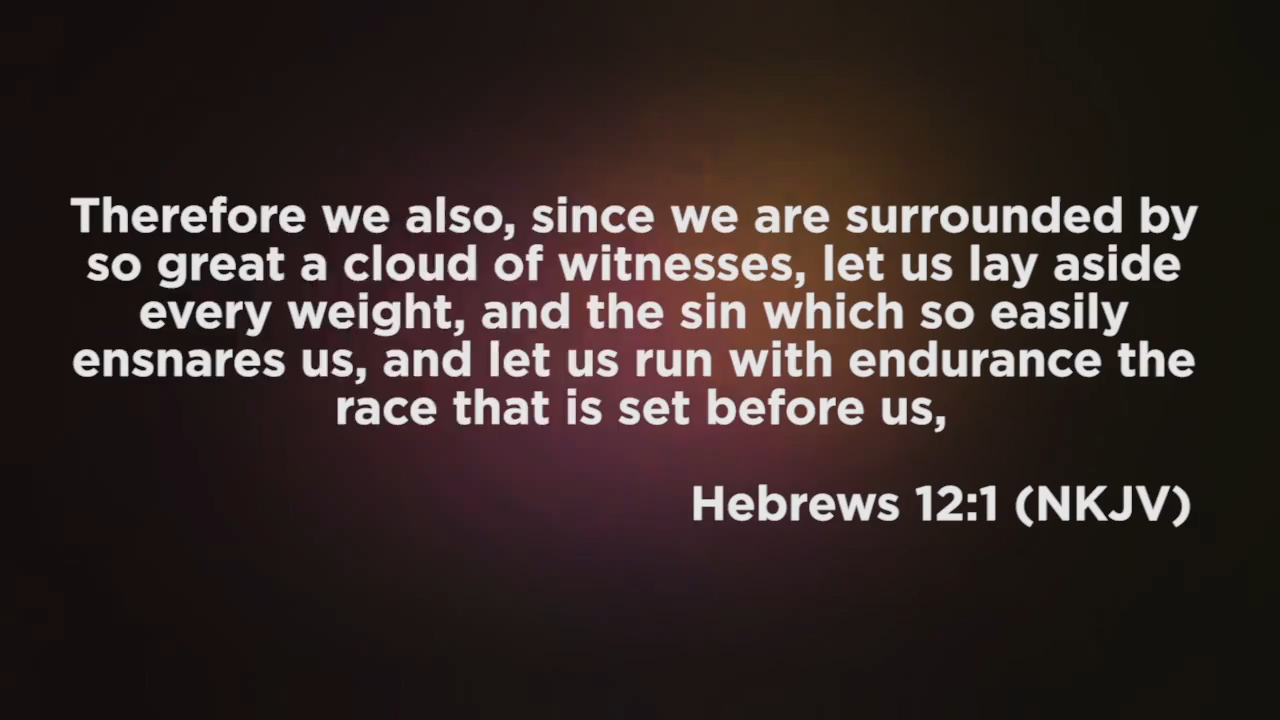 Therefore we also, since we are surrounded by
so great a cloud of witnesses, let us lay aside
every weight, and the sin which so easily
ensnares us, and let us run with endurance the
race that is set before us,
Hebrews 12:1 (NKJV)